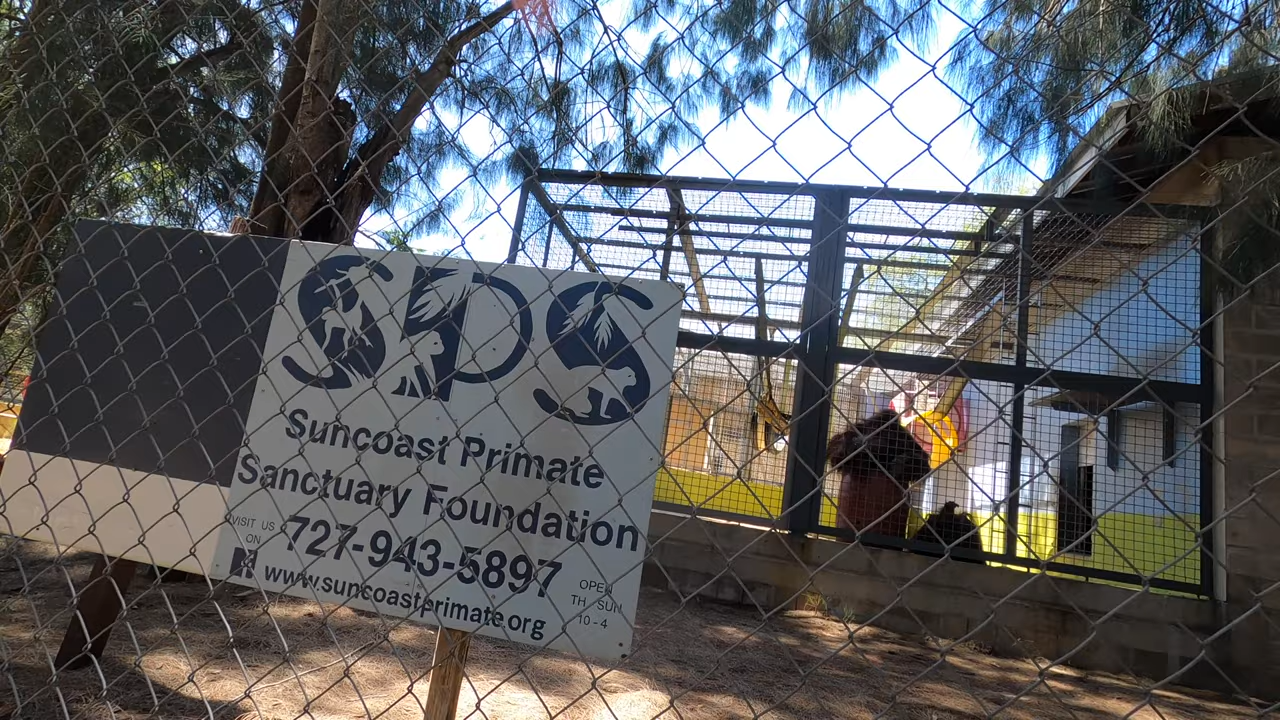 SPS
Suncoast Primate
Sanctuary Foundation
VISIT US
ON
727-943-5897
www.suncoastprimate.org
OPEN
TH SUN
10-4